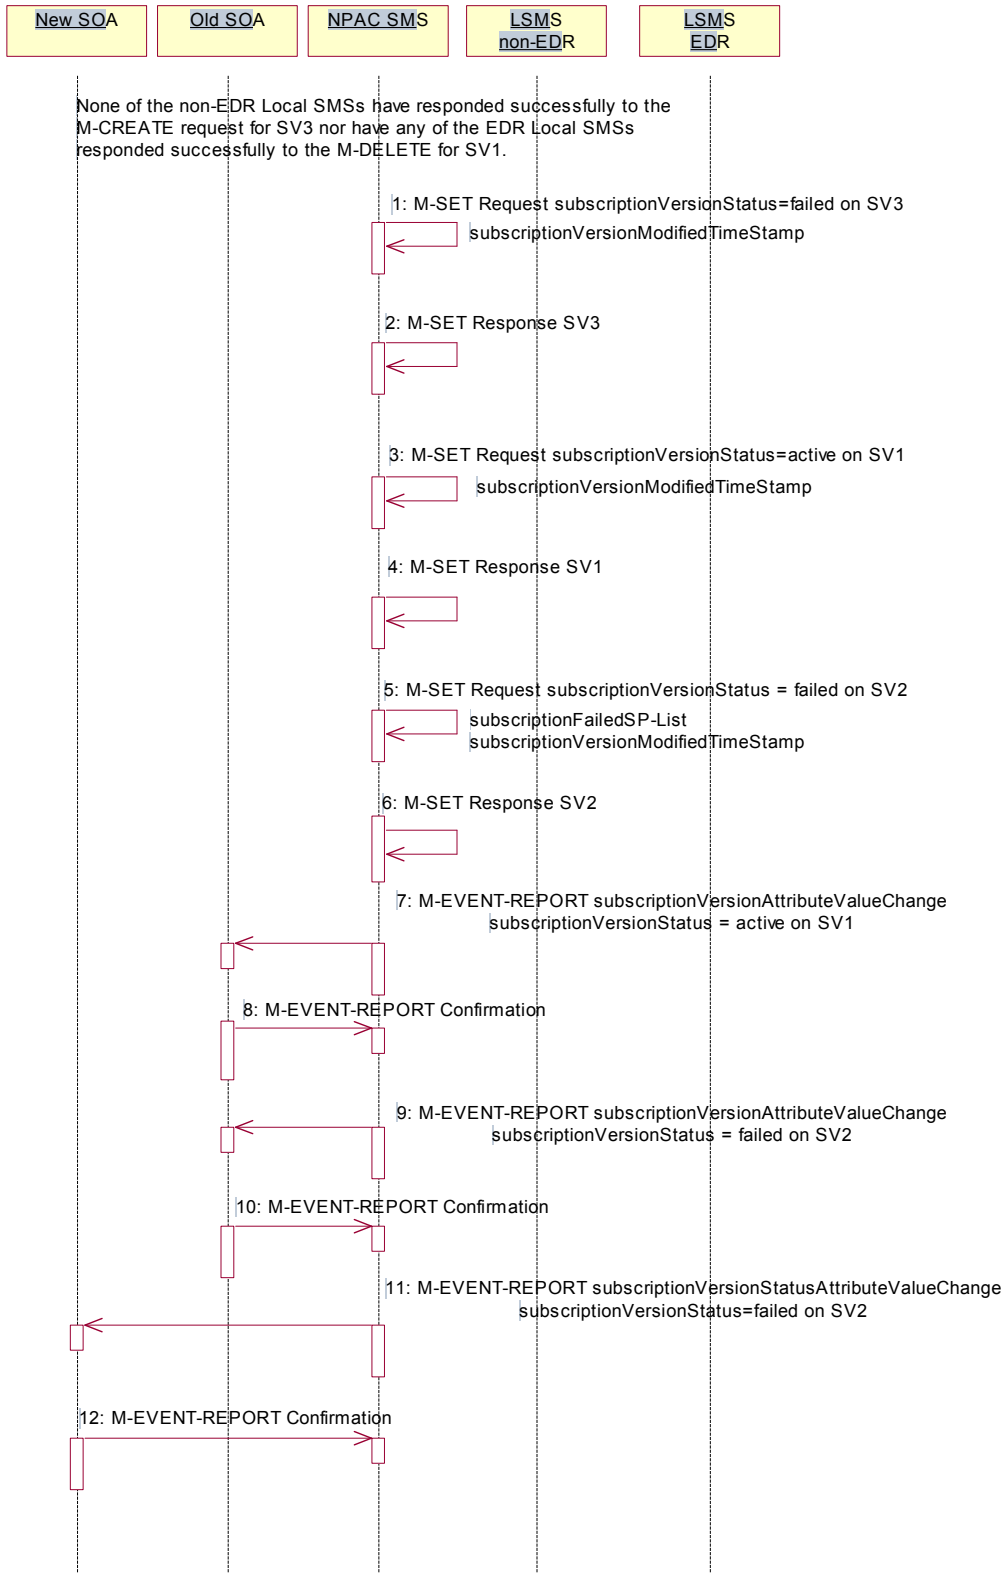 New SOA
Old SOA
NPAC SMS
LSMS
non-EDR
LSMS
EDR
None of the non-EDR Local SMSs have responded successfully to the
M-CREATE request for SV3 nor have any of the EDR Local SMSs
responded successfully to the M-DELETE for SV1.
1: M-SET Request subscriptionVersionStatus=failed on SV3
subscriptionVersionModifiedTimeStamp
2: M-SET Response SV3
3: M-SET Request subscriptionVersionStatus=active on SV1
subscriptionVersionModifiedTimeStamp
4: M-SET Response SV1
5: M-SET Request subscriptionVersionStatus = failed on SV2
subscriptionFailedSP-List
subscriptionVersionModifiedTimeStamp
6: M-SET Response SV2
7: M-EVENT-REPORT subscriptionVersionAttributeValueChange
subscriptionVersionStatus = active on SV1
8: M-EVENT-REPORT Confirmation
9: M-EVENT-REPORT subscriptionVersionAttributeValueChange
subscriptionVersionStatus = failed on SV2
10: M-EVENT-REPORT Confirmation
11: M-EVENT-REPORT subscriptionVersionStatusAttributeValueChange
subscriptionVersionStatus=failed on SV2
12: M-EVENT-REPORT Confirmation